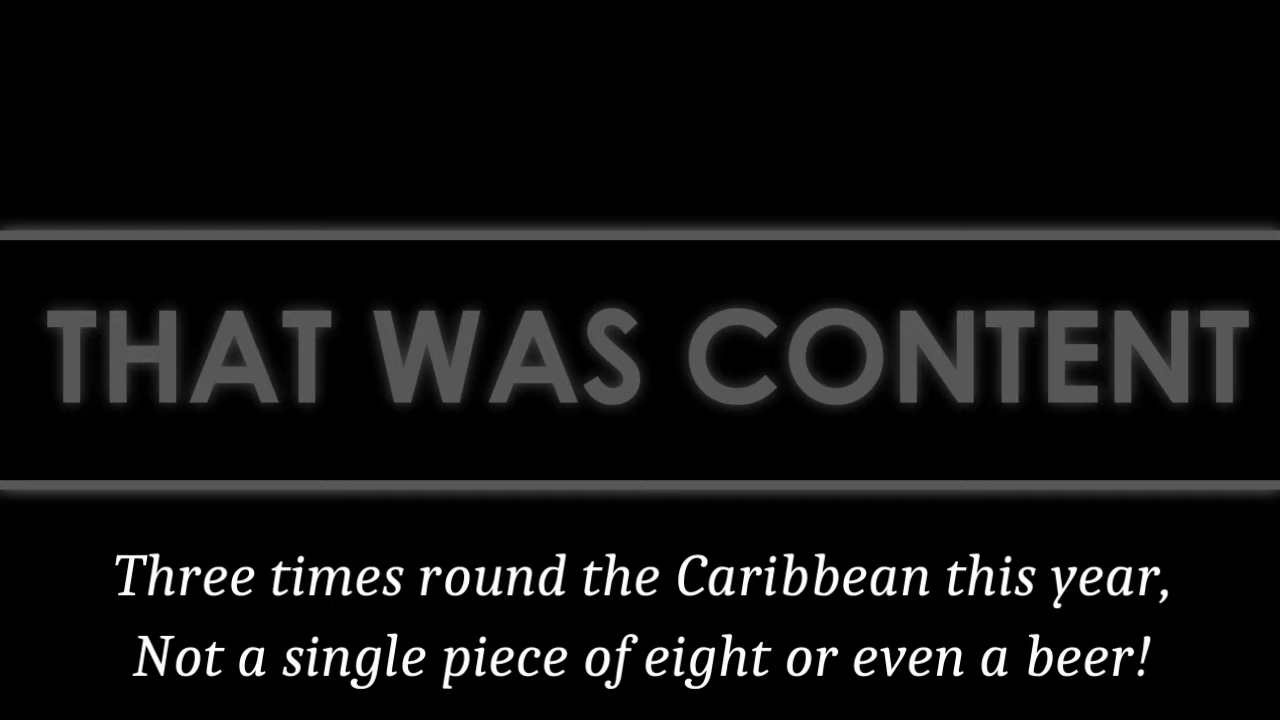 THAT WAS CONTENT
Three times round the Caribbean this year,
Not a single piece of eight or even a beer!